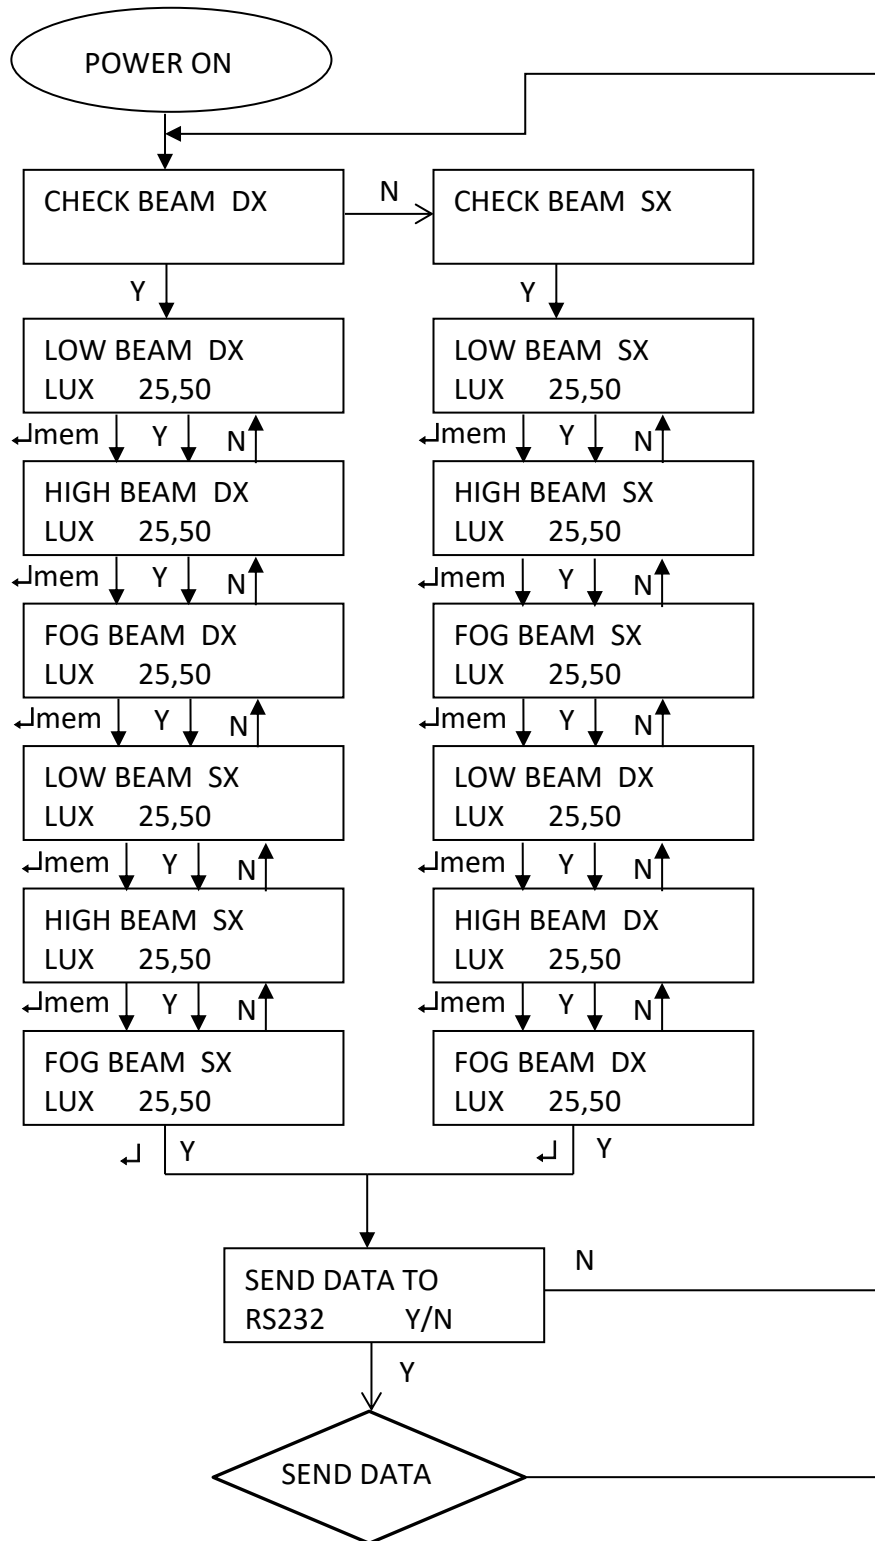 POWER ON
CHECK BEAM DX
N
CHECK BEAM SX
Y
Y
LOW BEAM DX
LUX 25,50
LOW BEAM SX
LUX 25,50
↲mem Y N
↲mem Y N
HIGH BEAM DX
LUX 25,50
HIGH BEAM SX
LUX 25,50
↲mem Y N
↲mem Y N
FOG BEAM DX
LUX 25,50
FOG BEAM SX
LUX 25,50
↲mem Y N
↲mem Y N
LOW BEAM SX
LUX 25,50
LOW BEAM DX
LUX 25,50
↲mem Y N
↲mem Y N
HIGH BEAM SX
LUX 25,50
HIGH BEAM DX
LUX 25,50
↲mem Y N
↲mem Y N
FOG BEAM SX
LUX 25,50
FOG BEAM DX
LUX 25,50
↲ Y
↲ Y
SEND DATA TO
RS232 Y/N
N
Y
SEND DATA